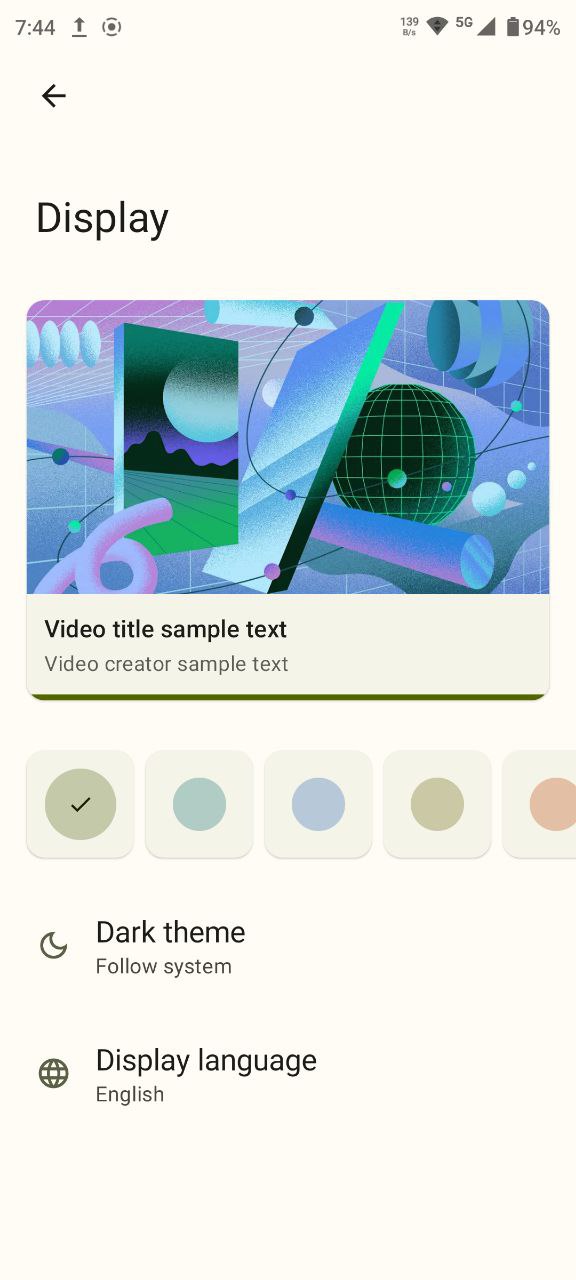 7:44
139 B/s 5G 94%
Display
Video title sample text
Video creator sample text
Dark theme
Follow system
Display language
English